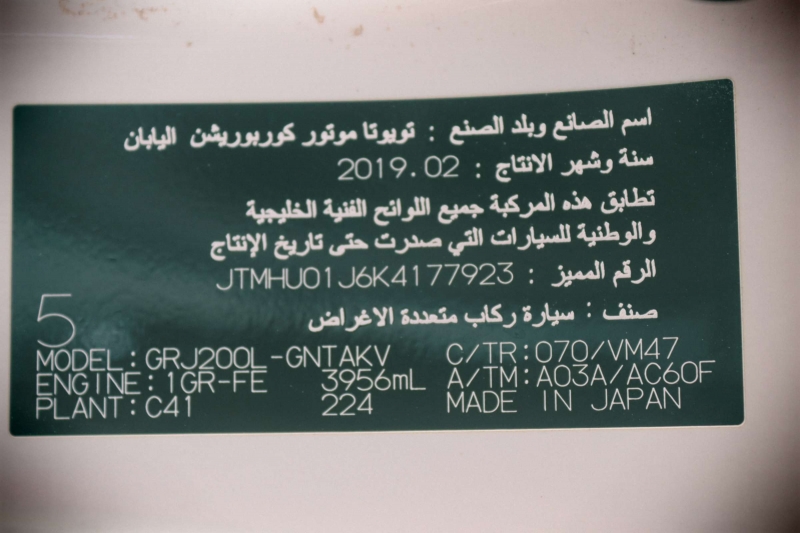 اسم الصانع وبلد الصنع : تويوتا موتور كوربوريشن اليابان
سنة وشهر الانتاج : 2019.02
تطابق هذه المركبة جميع اللوائح الفنية الخليجية
والوطنية للسيارات التي صدرت حتى تاريخ الإنتاج
الرقم المميز : JTMHU01J6K4177923
صنف : سيارة ركاب متعددة الاغراض
5
MODEL:GRJ200L-GNTAKV C/TR:070/VM47
ENGINE:1GR-FE 3956mL A/TM:A03A/AC60F
PLANT:C41 224 MADE IN JAPAN